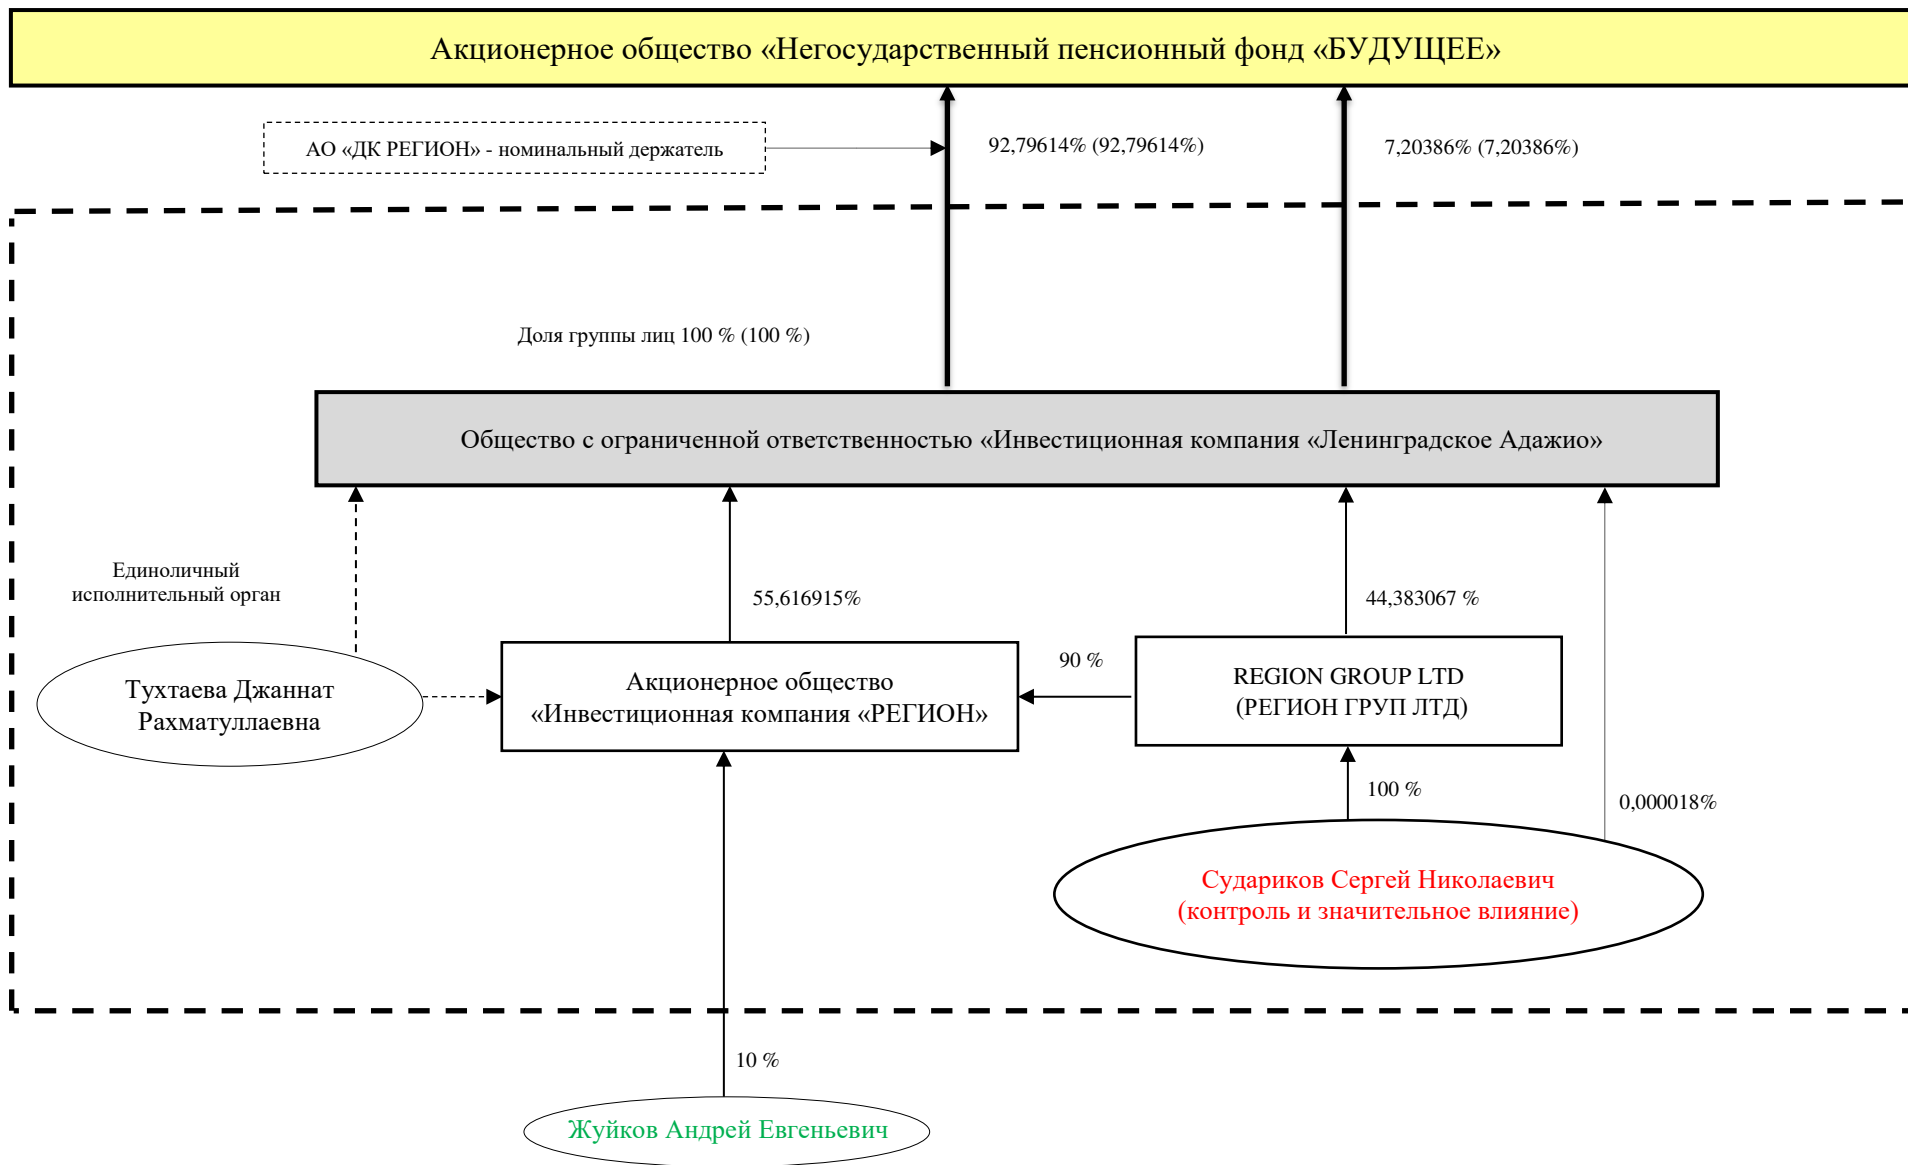 Акционерное общество «Негосударственный пенсионный фонд «БУДУЩЕЕ»
АО «ДК РЕГИОН» - номинальный держатель
92,79614% (92,79614%)
7,20386% (7,20386%)
Доля группы лиц 100 % (100 %)
Общество с ограниченной ответственностью «Инвестиционная компания «Ленинградское Адажио»
Единоличный
исполнительный орган
55,616915%
44,383067 %
Тухтаева Джаннат
Рахматуллаевна
Акционерное общество
«Инвестиционная компания «РЕГИОН»
90 %
REGION GROUP LTD
(РЕГИОН ГРУП ЛТД)
100 %
0,000018%
Судариков Сергей Николаевич
(контроль и значительное влияние)
10 %
Жуйков Андрей Евгеньевич